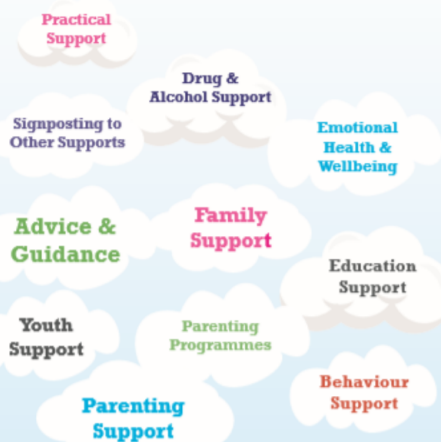 Practical
Support
Drug &
Alcohol Support
Signposting to
Other Supports
Emotional
Health &
Wellbeing
Advice &
Guidance
Family
Support
Education
Support
Youth
Support
Parenting
Programmes
Behaviour
Support
Parenting
Support